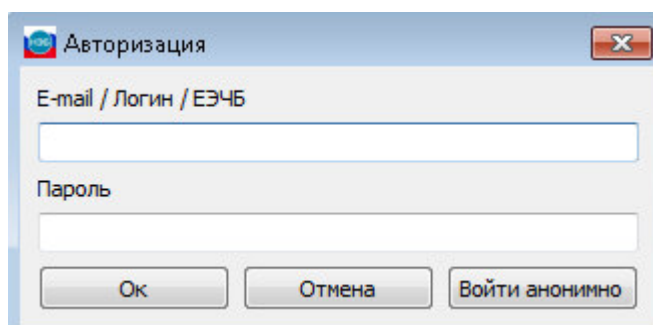 Авторизация
E-mail / Логин / ЕЭЧБ
Пароль
Ок Отмена Войти анонимно